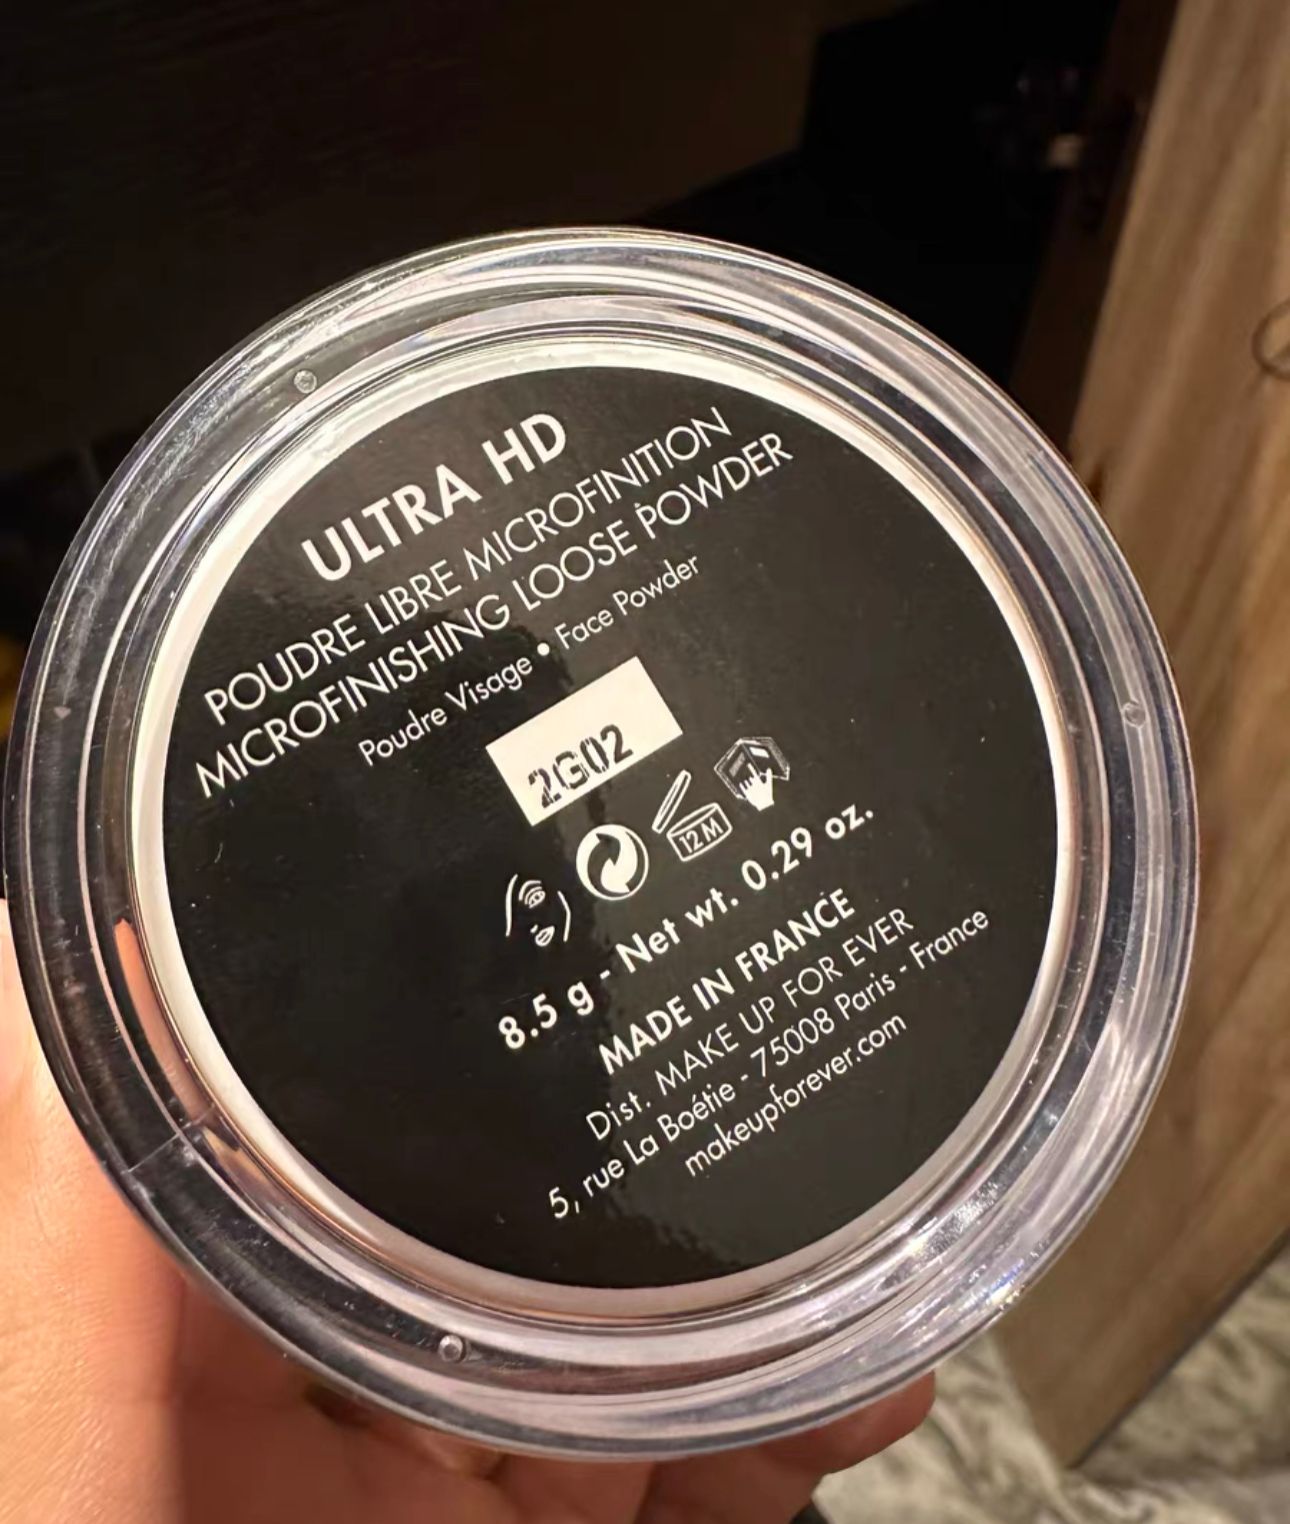 ULTRA HD
POUDRE LIBRE MICROFINITION
MICROFINISHING LOOSE POWDER
Poudre Visage • Face Powder
2G02
12 M
8.5 g - Net wt. 0.29 oz.
MADE IN FRANCE
Dist. MAKE UP FOR EVER
5, rue La Boétie - 75008 Paris - France
makeupforever.com